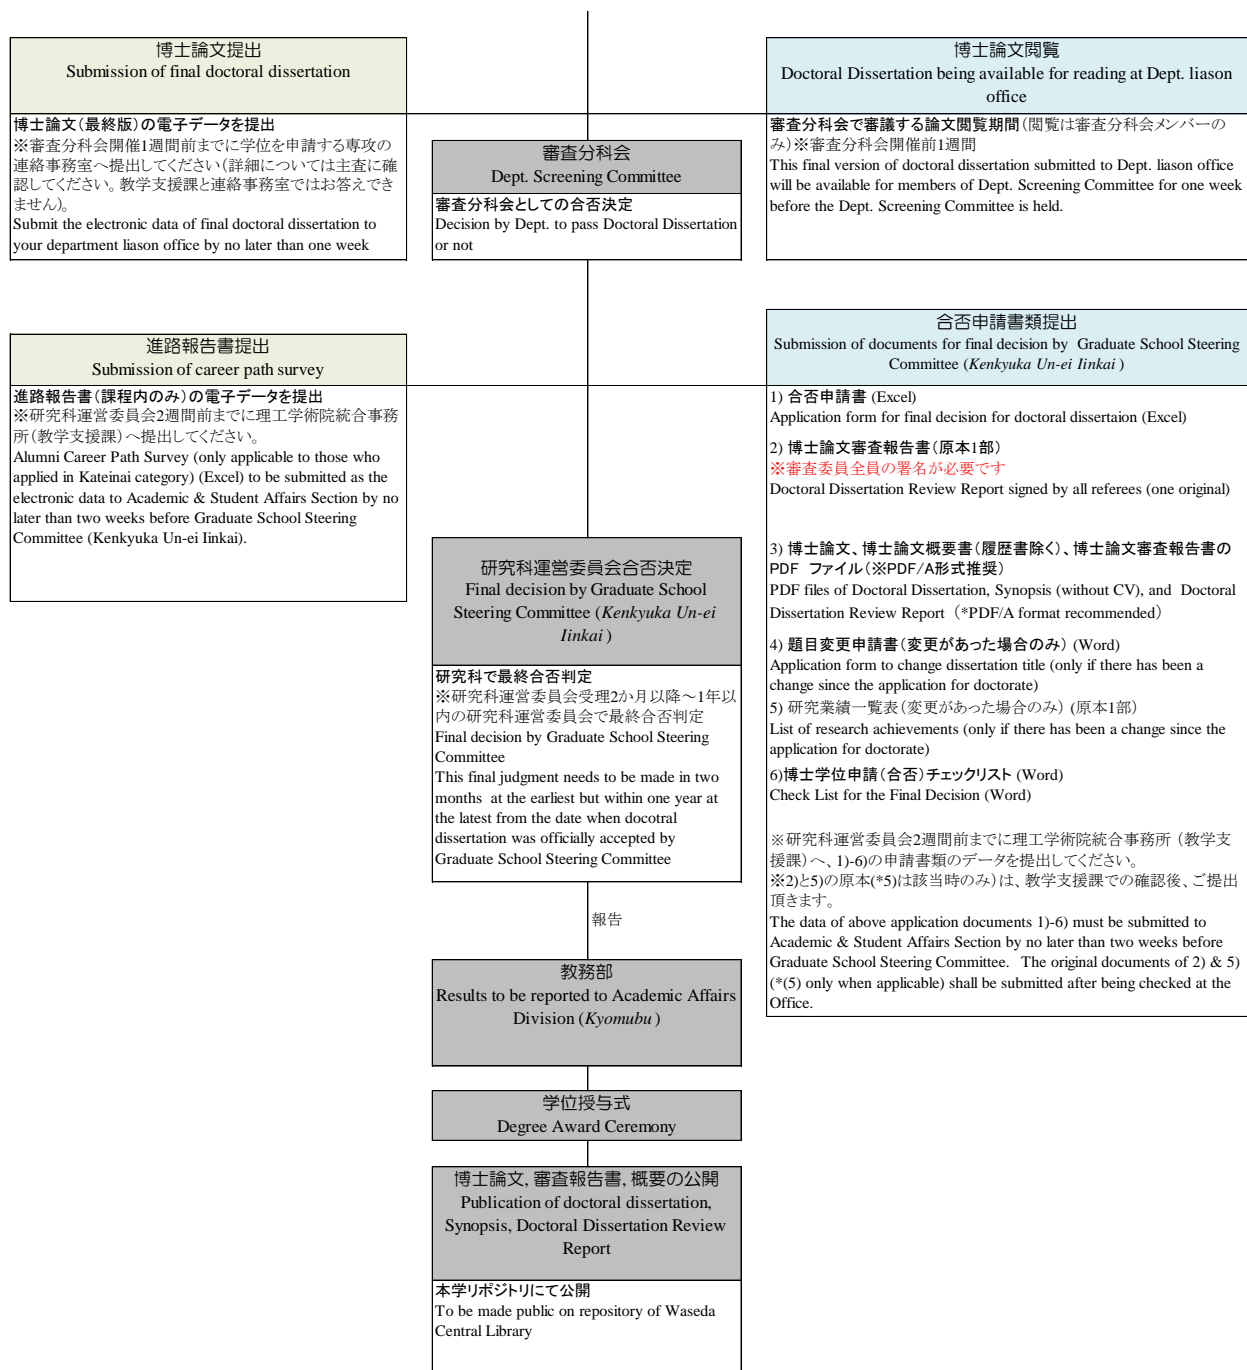 博士論文提出
Submission of final doctoral dissertation
博士論文(最終版)の電子データを提出
※審査分科会開催1週間前までに学位を申請する専攻の
連絡事務室へ提出してください(詳細については主査に確
認してください。教学支援課と連絡事務室ではお答えでき
ません)。
Submit the electronic data of final doctoral dissertation to
your department liason office by no later than one week
審査分科会
Dept. Screening Committee
審査分科会としての合否決定
Decision by Dept. to pass Doctoral Dissertation
or not
博士論文閲覧
Doctoral Dissertation being available for reading at Dept. liason
office
審査分科会で審議する論文閲覧期間(閲覧は審査分科会メンバーの
み)※審査分科会開催前1週間
This final version of doctoral dissertation submitted to Dept. liason office
will be available for members of Dept. Screening Committee for one week
before the Dept. Screening Committee is held.
進路報告書提出
Submission of career path survey
進路報告書(課程内のみ)の電子データを提出
※研究科運営委員会2週間前までに理工学術院統合事務
所(教学支援課)へ提出してください。
Alumni Career Path Survey (only applicable to those who
applied in Kateinai category) (Excel) to be submitted as the
electronic data to Academic & Student Affairs Section by no
later than two weeks before Graduate School Steering
Committee (Kenkyuka Un-ei Iinkai).
合否申請書類提出
Submission of documents for final decision by Graduate School Steering
Committee (Kenkyuka Un-ei Iinkai )
1) 合否申請書 (Excel)
Application form for final decision for doctoral dissertaion (Excel)
2) 博士論文審査報告書(原本1部)
※審査委員全員の署名が必要です
Doctoral Dissertation Review Report signed by all referees (one original)
3) 博士論文、博士論文概要書(履歴書除く)、博士論文審査報告書の
PDF ファイル(※PDF/A形式推奨)
PDF files of Doctoral Dissertation, Synopsis (without CV), and Doctoral
Dissertation Review Report (*PDF/A format recommended)
4) 題目変更申請書(変更があった場合のみ) (Word)
Application form to change dissertation title (only if there has been a
change since the application for doctorate)
5) 研究業績一覧表(変更があった場合のみ) (原本1部)
List of research achievements (only if there has been a change since the
application for doctorate)
6)博士学位申請(合否)チェックリスト (Word)
Check List for the Final Decision (Word)
※研究科運営委員会2週間前までに理工学術院統合事務所 (教学支
援課)へ、1)-6)の申請書類のデータを提出してください。
※2)と5)の原本(*5)は該当時のみ)は、教学支援課での確認後、ご提出
頂きます。
The data of above application documents 1)-6) must be submitted to
Academic & Student Affairs Section by no later than two weeks before
Graduate School Steering Committee. The original documents of 2) & 5)
(*(5) only when applicable) shall be submitted after being checked at the
Office.
研究科運営委員会合否決定
Final decision by Graduate School
Steering Committee (Kenkyuka Un-ei
Iinkai )
研究科で最終合否判定
※研究科運営委員会受理2か月以降~1年以
内の研究科運営委員会で最終合否判定
Final decision by Graduate School Steering
Committee
This final judgment needs to be made in two
months at the earliest but within one year at
the latest from the date when docotral
dissertation was officially accepted by
Graduate School Steering Committee
報告
教務部
Results to be reported to Academic Affairs
Division (Kyomubu )
学位授与式
Degree Award Ceremony
博士論文, 審査報告書, 概要の公開
Publication of doctoral dissertation,
Synopsis, Doctoral Dissertation Review
Report
本学リポジトリにて公開
To be made public on repository of Waseda
Central Library